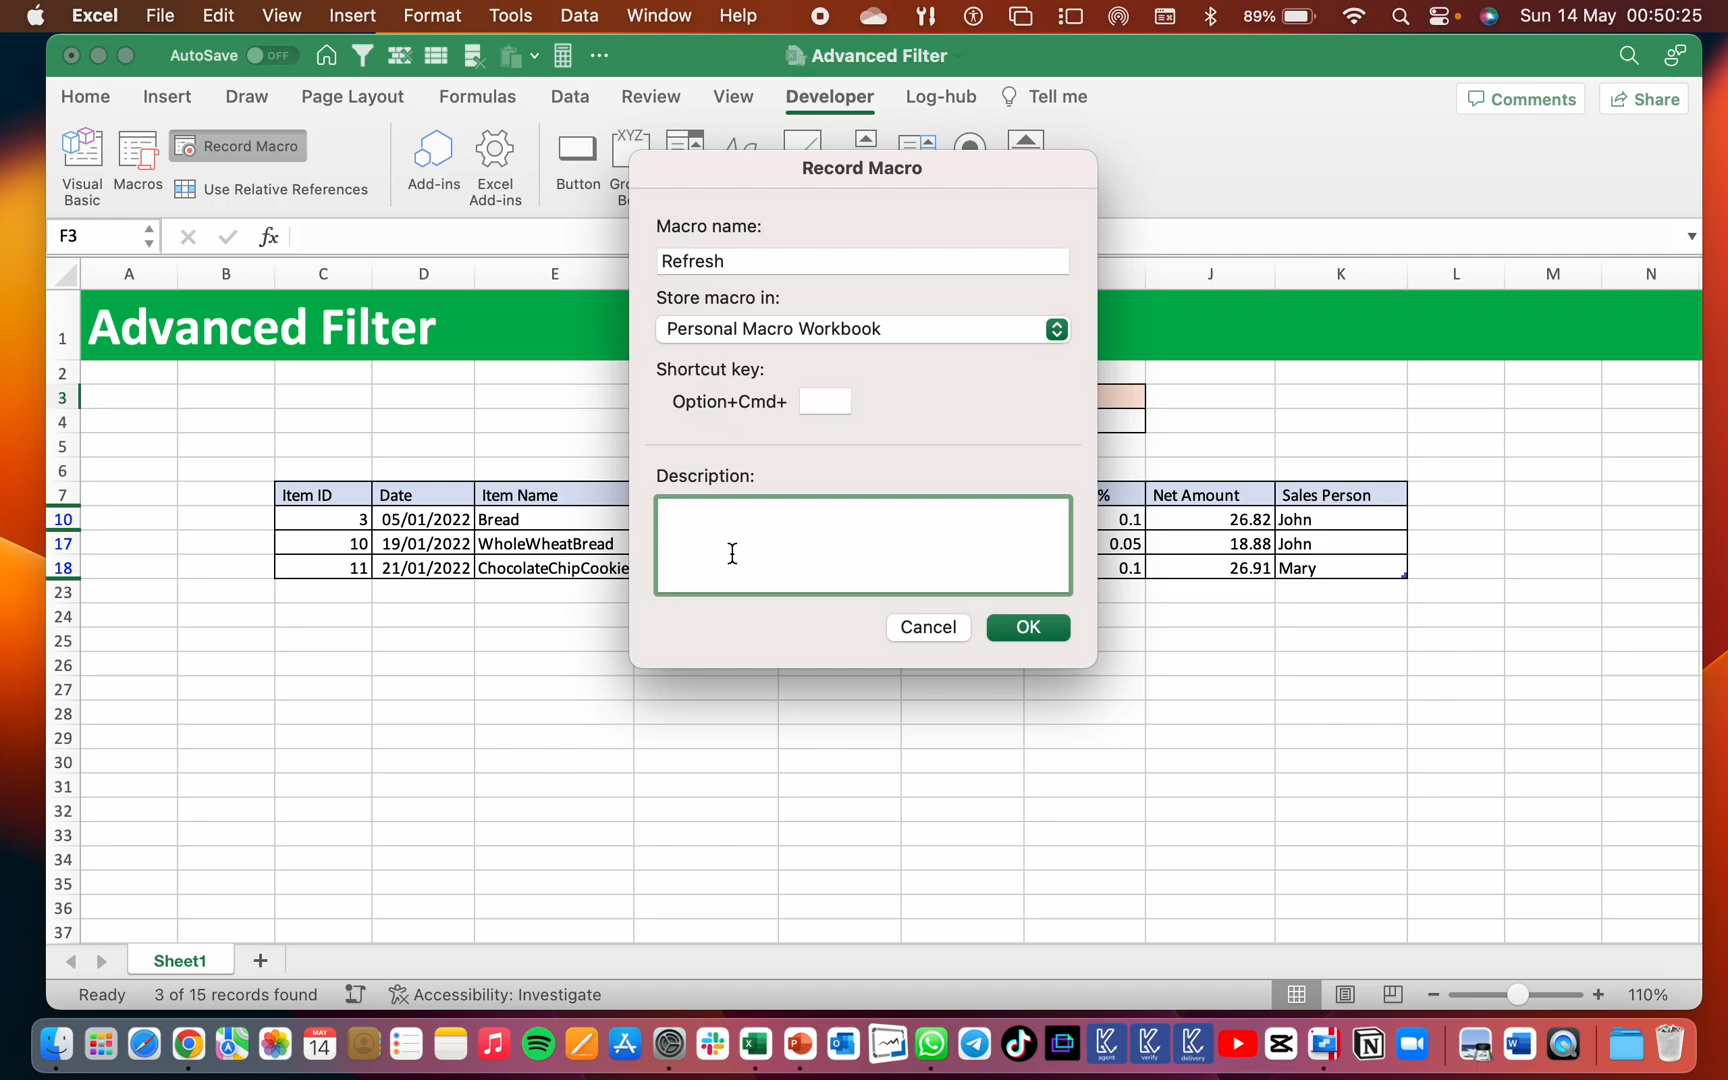 Excel File Edit View Insert Format Tools Data Window Help 89% Sun 14 May 00:50:25
AutoSave OFF Advanced Filter
Home Insert Draw Page Layout Formulas Data Review View Developer Log-hub Tell me Comments Share
Visual Basic
Macros
Record Macro
Use Relative References
Add-ins
Excel Add-ins
Button
XYZ
F3 fx
Record Macro
Macro name:
Refresh
Store macro in:
Personal Macro Workbook
Shortcut key:
Option+Cmd+
Description:
Cancel OK
A B C D E J K L M N
1 Advanced Filter
2
3
4
5
6
7 Item ID Date Item Name % Net Amount Sales Person
10 3 05/01/2022 Bread 0.1 26.82 John
17 10 19/01/2022 WholeWheatBread 0.05 18.88 John
18 11 21/01/2022 ChocolateChipCookie 0.1 26.91 Mary
23
24
25
26
27
28
29
30
31
32
33
34
35
36
37
Sheet1
Ready 3 of 15 records found Accessibility: Investigate 110%
MAY 14
agent
verify
delivery